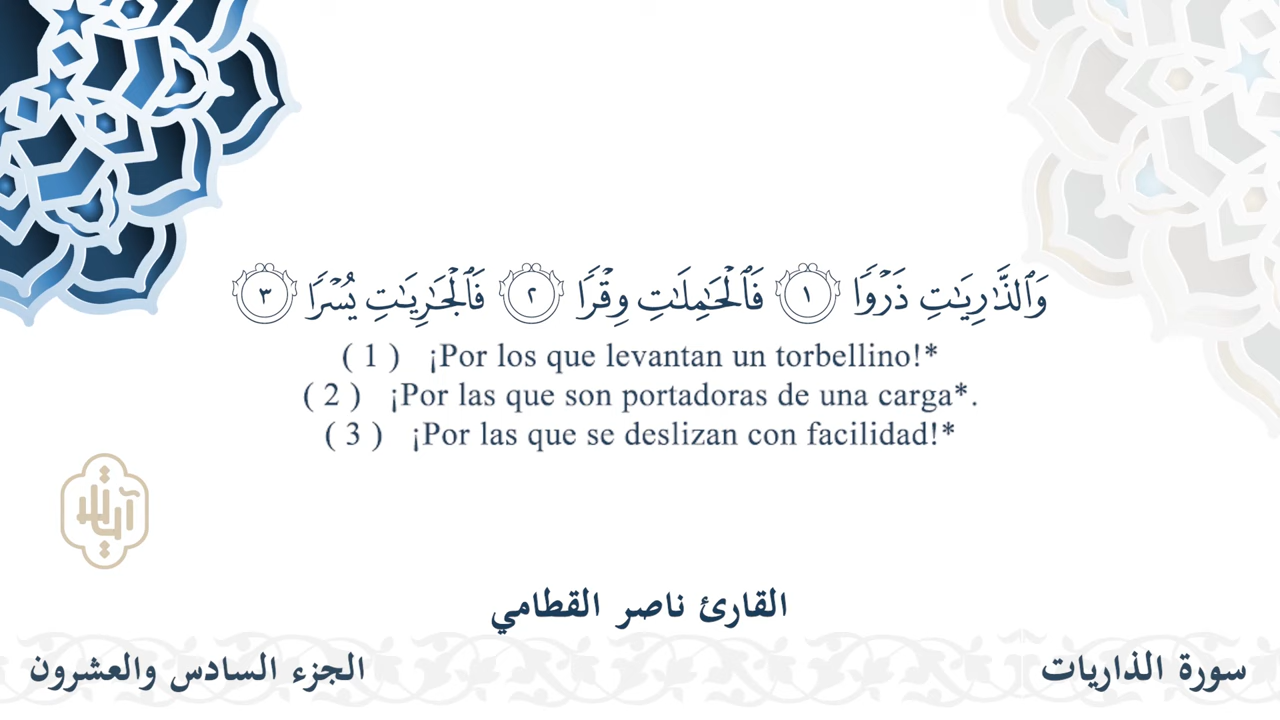 وَٱلذَّٰرِيَٰتِ ذَرۡوٗا ١ فَٱلۡحَٰمِلَٰتِ وِقۡرٗا ٢ فَٱلۡجَٰرِيَٰتِ يُسۡرٗا ٣
( 1 ) ¡Por los que levantan un torbellino!*
( 2 ) ¡Por las que son portadoras de una carga*.
( 3 ) ¡Por las que se deslizan con facilidad!*
آيات
القارئ ناصر القطامي
سورة الذاريات
الجزء السادس والعشرون